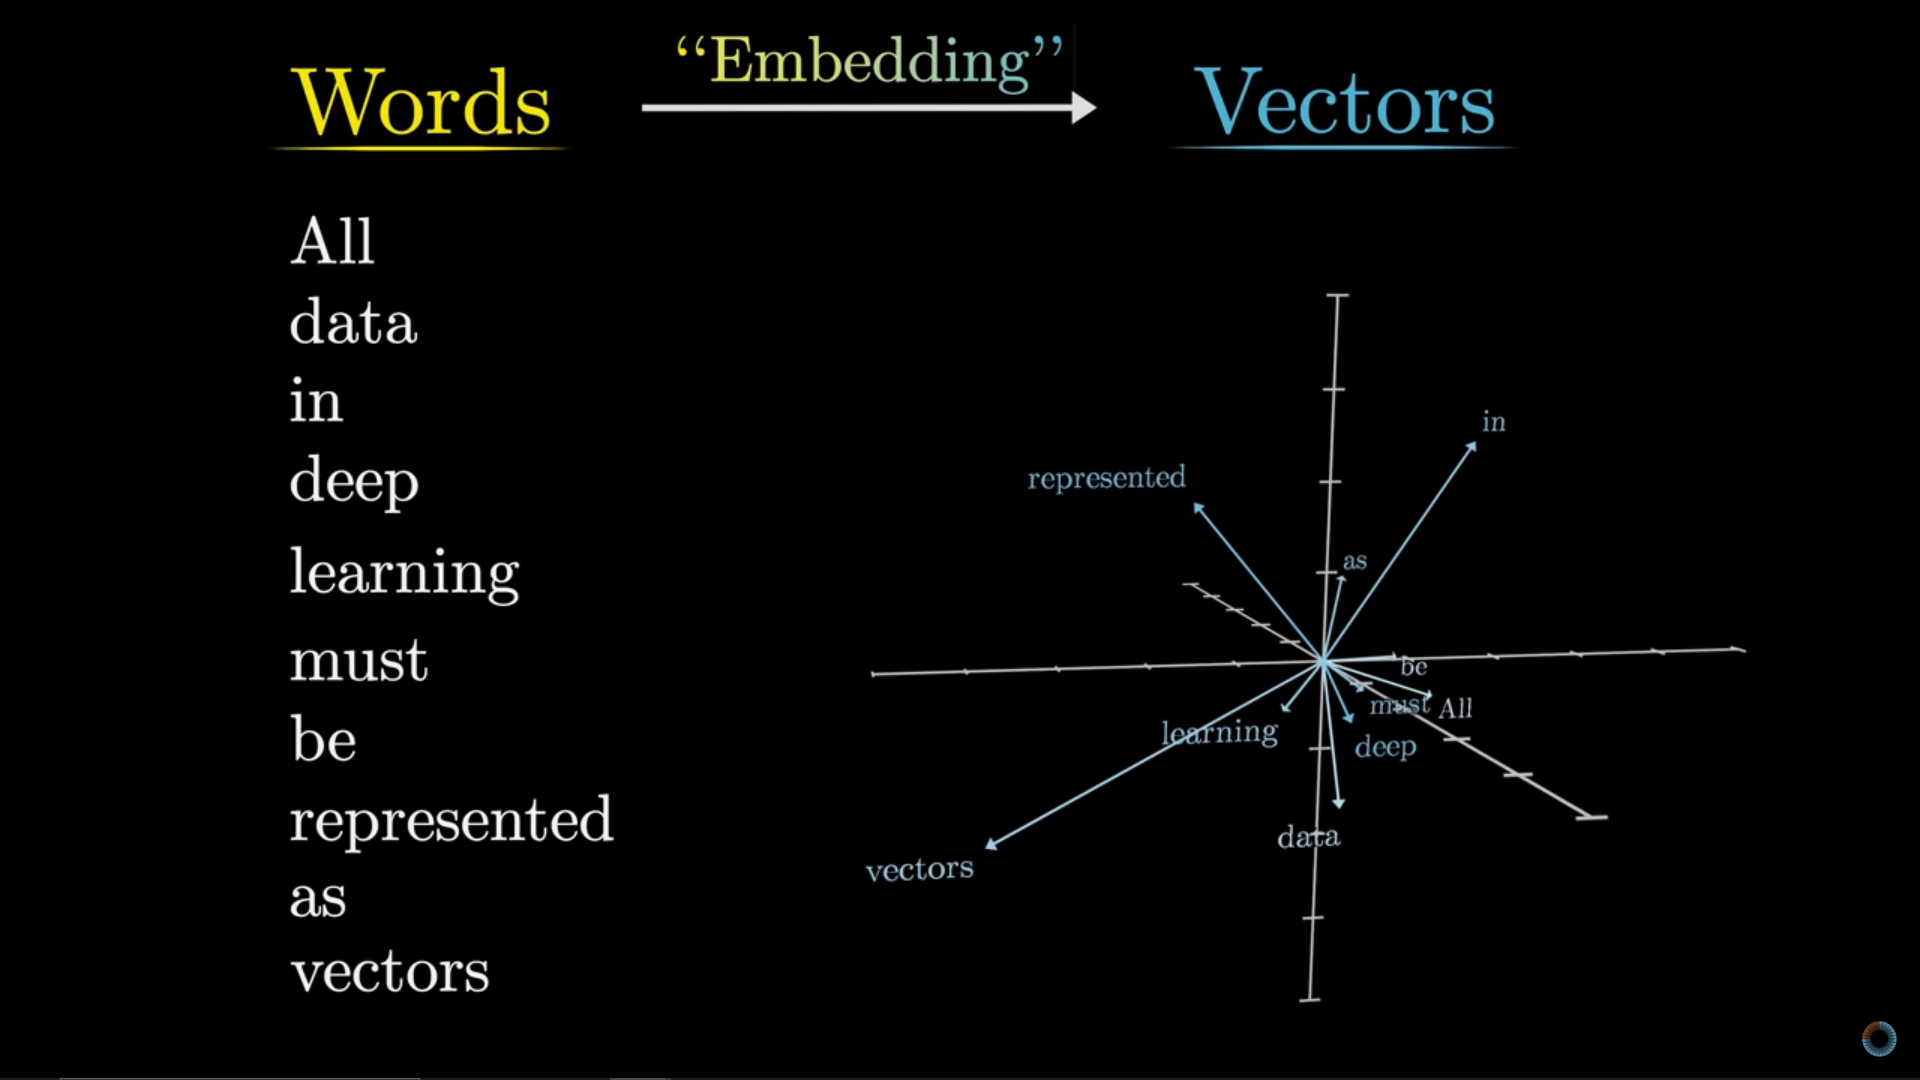 Words
“Embedding”
Vectors
All
data
in
deep
learning
must
be
represented
as
vectors
in
represented
as
be
must
All
learning
deep
data
vectors